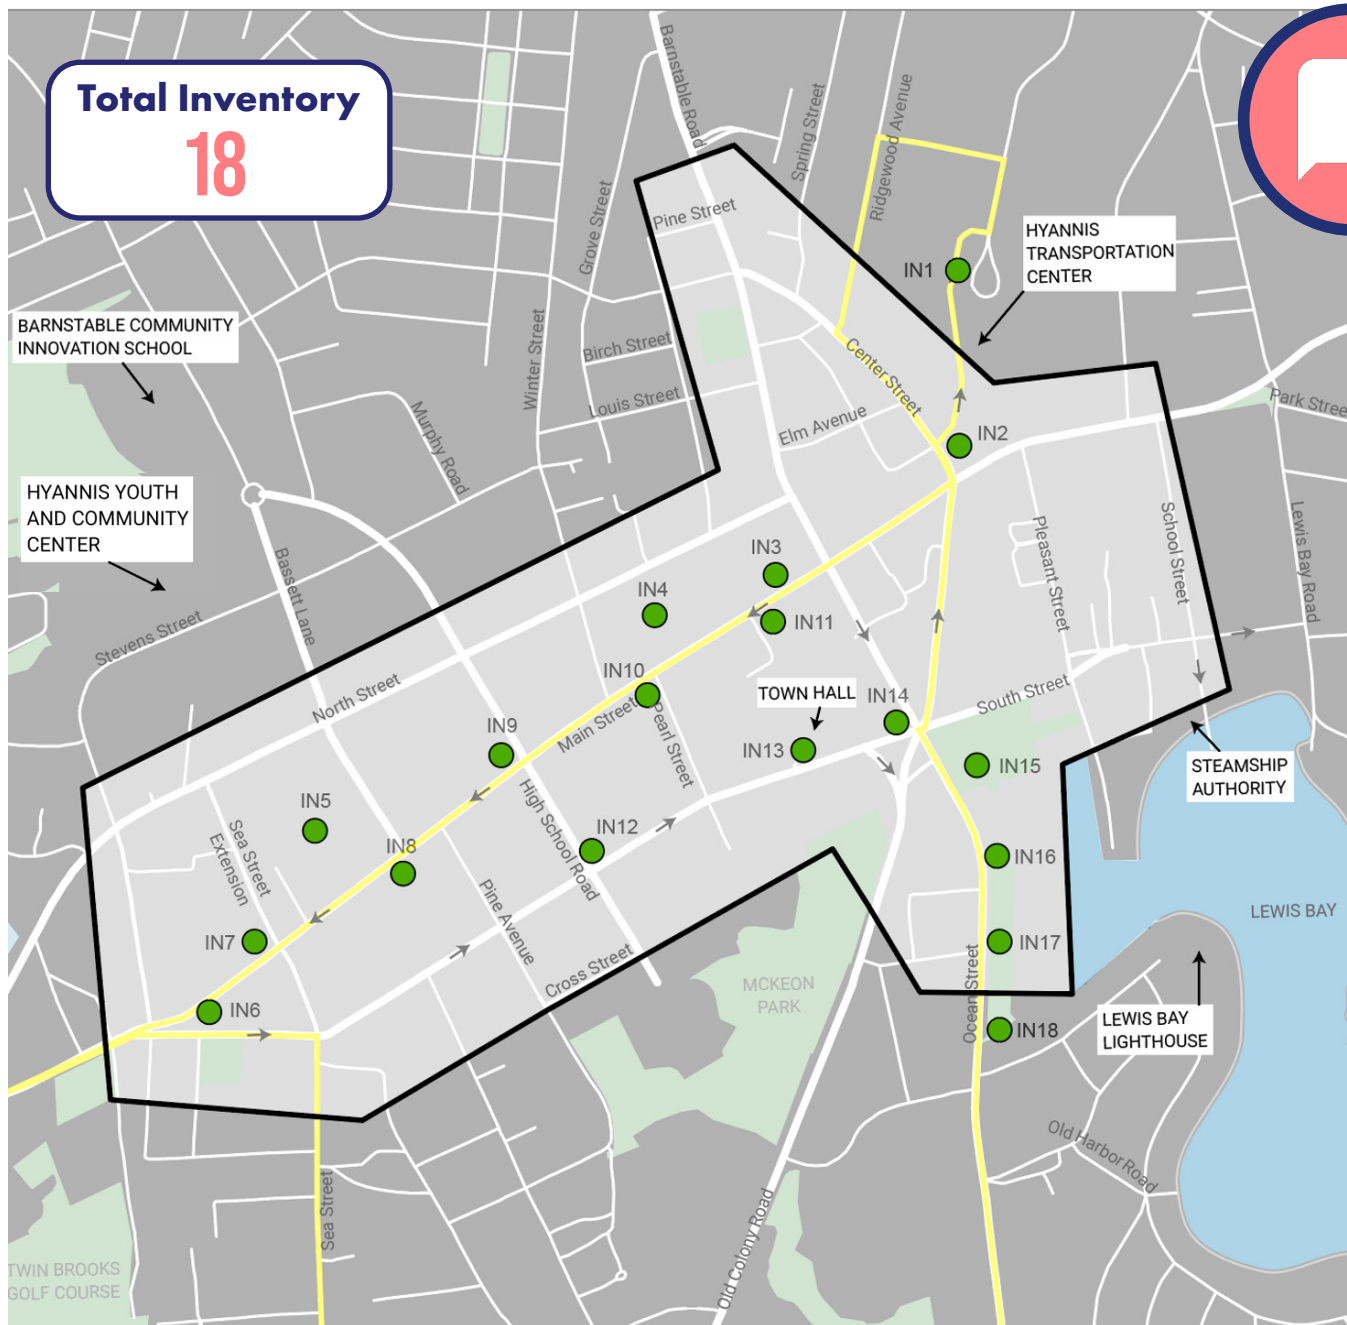 Total Inventory
18
Barnstable Road
Spring Street
Ridgewood Avenue
Grove Street
Pine Street
HYANNIS
TRANSPORTATION
CENTER
IN1
BARNSTABLE COMMUNITY
INNOVATION SCHOOL
Winter Street
Birch Street
Center Street
Louis Street
Park Stree
Murphy Road
Elm Avenue
IN2
HYANNIS YOUTH
AND COMMUNITY
CENTER
Bassett Lane
Pleasant Street
School Street
Lewis Bay Road
IN3
IN4
IN11
Stevens Street
IN10
North Street
Main Street
Pearl Street
TOWN HALL
IN14
South Street
IN9
IN13
IN15
STEAMSHIP
AUTHORITY
IN5
Sea Street
Extension
High School Road
IN12
IN8
IN16
Pine Avenue
LEWIS BAY
IN7
IN17
Cross Street
MCKEON
PARK
Ocean Street
IN6
IN18
LEWIS BAY
LIGHTHOUSE
Old Harbor Road
Sea Street
Old Colony Road
TWIN BROOKS
GOLF COURSE